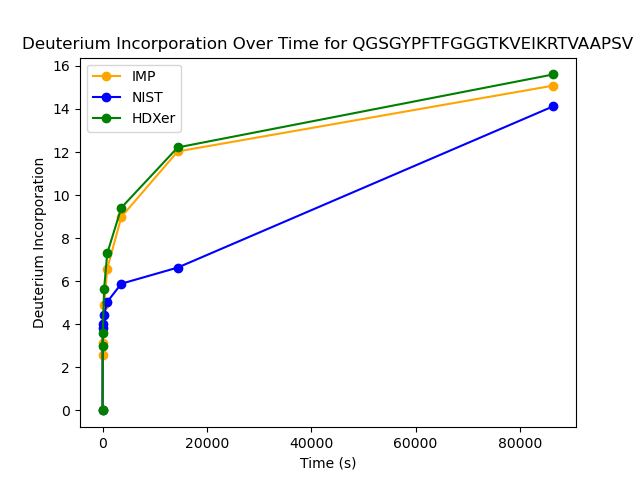 Deuterium Incorporation Over Time for QGSGYPFTFGGGTKVEIKRTVAAPSV
16
14
12
10
8
6
4
2
0
Deuterium Incorporation
IMP
NIST
HDXer
0
20000
40000
60000
80000
Time (s)